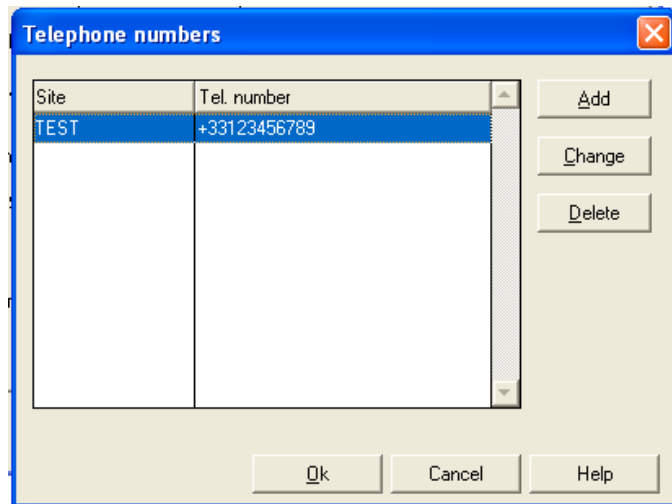 Telephone numbers
Site Tel. number
TEST +33123456789
Add
Change
Delete
Ok Cancel Help